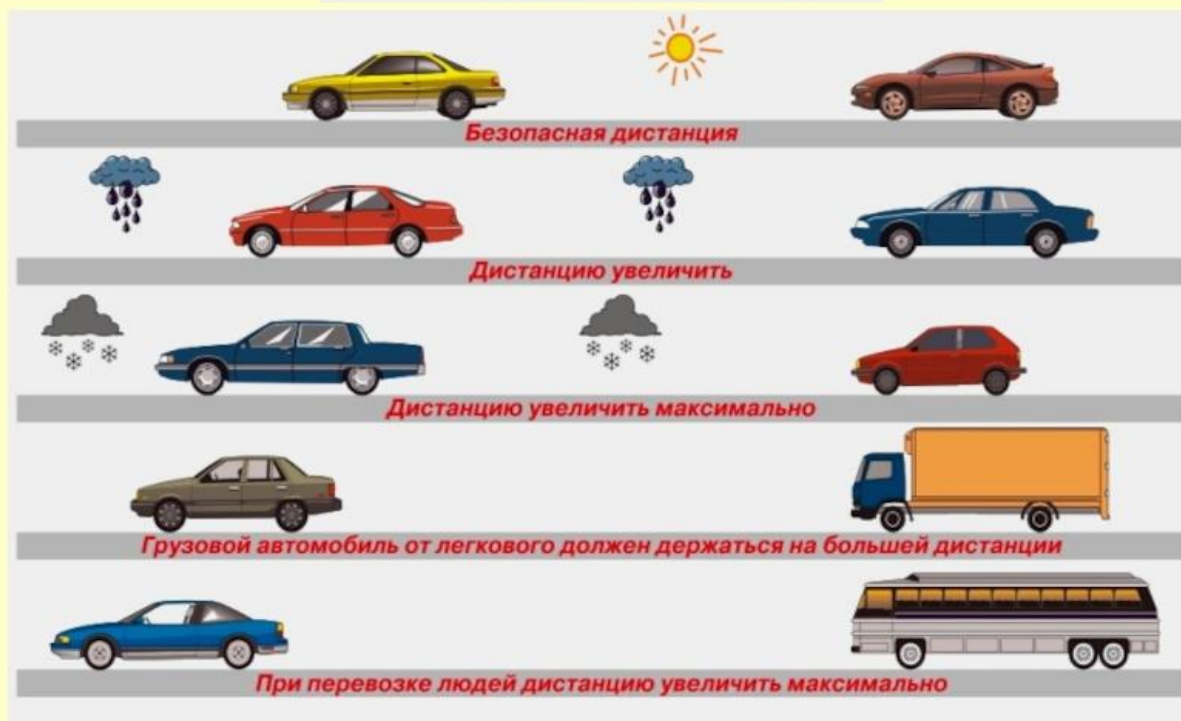 Безопасная дистанция
Дистанцию увеличить
Дистанцию увеличить максимально
Грузовой автомобиль от легкового должен держаться на большей дистанции
При перевозке людей дистанцию увеличить максимально